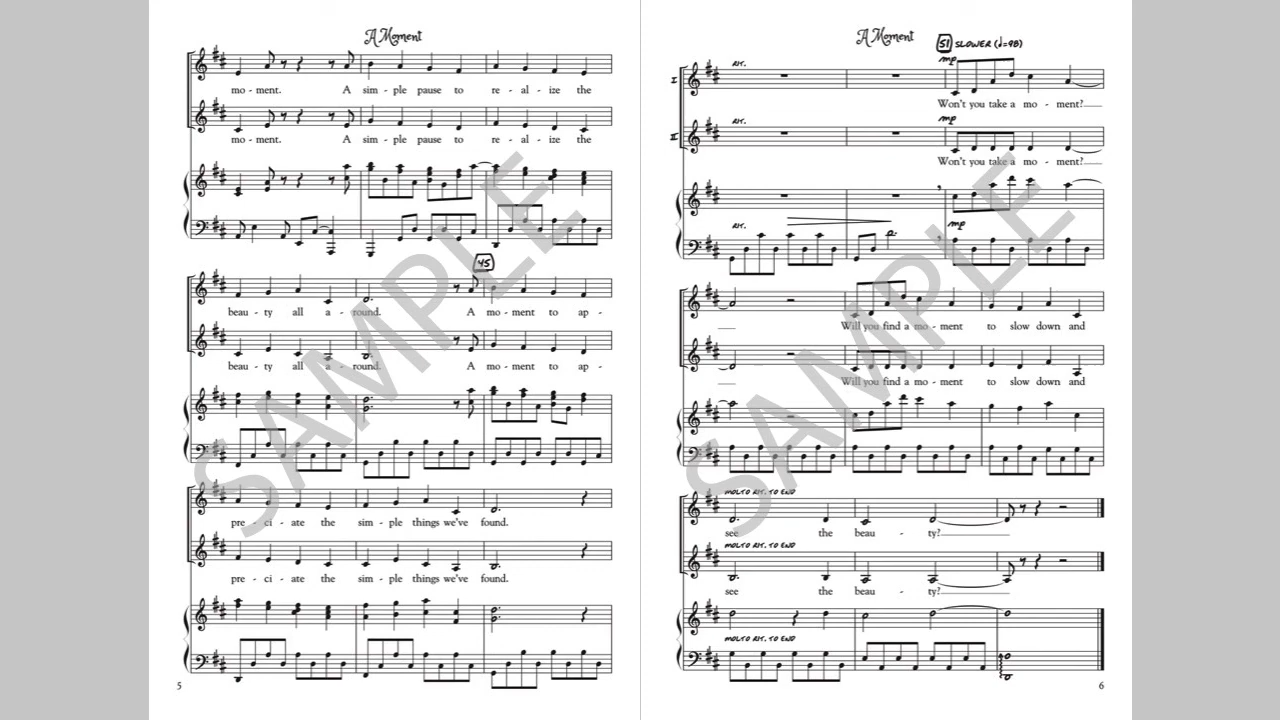 A Moment
mo - ment. A sim - ple pause to re - al - ize the
mo - ment. A sim - ple pause to re - al - ize the
45
beau - ty all a - round. A mo - ment to ap -
beau - ty all a - round. A mo - ment to ap -
pre - ci - ate the sim - ple things we've found.
pre - ci - ate the sim - ple things we've found.
5
SAMPLE
A Moment
51 SLOWER (♩=98)
RIT. mp
I
Won't you take a mo - ment?
RIT. mp
II
Won't you take a mo - ment?
RIT. mp
Will you find a mo - ment to slow down and
Will you find a mo - ment to slow down and
MOLTO RIT. TO END
see the beau - ty?
MOLTO RIT. TO END
see the beau - ty?
MOLTO RIT. TO END
6
SAMPLE